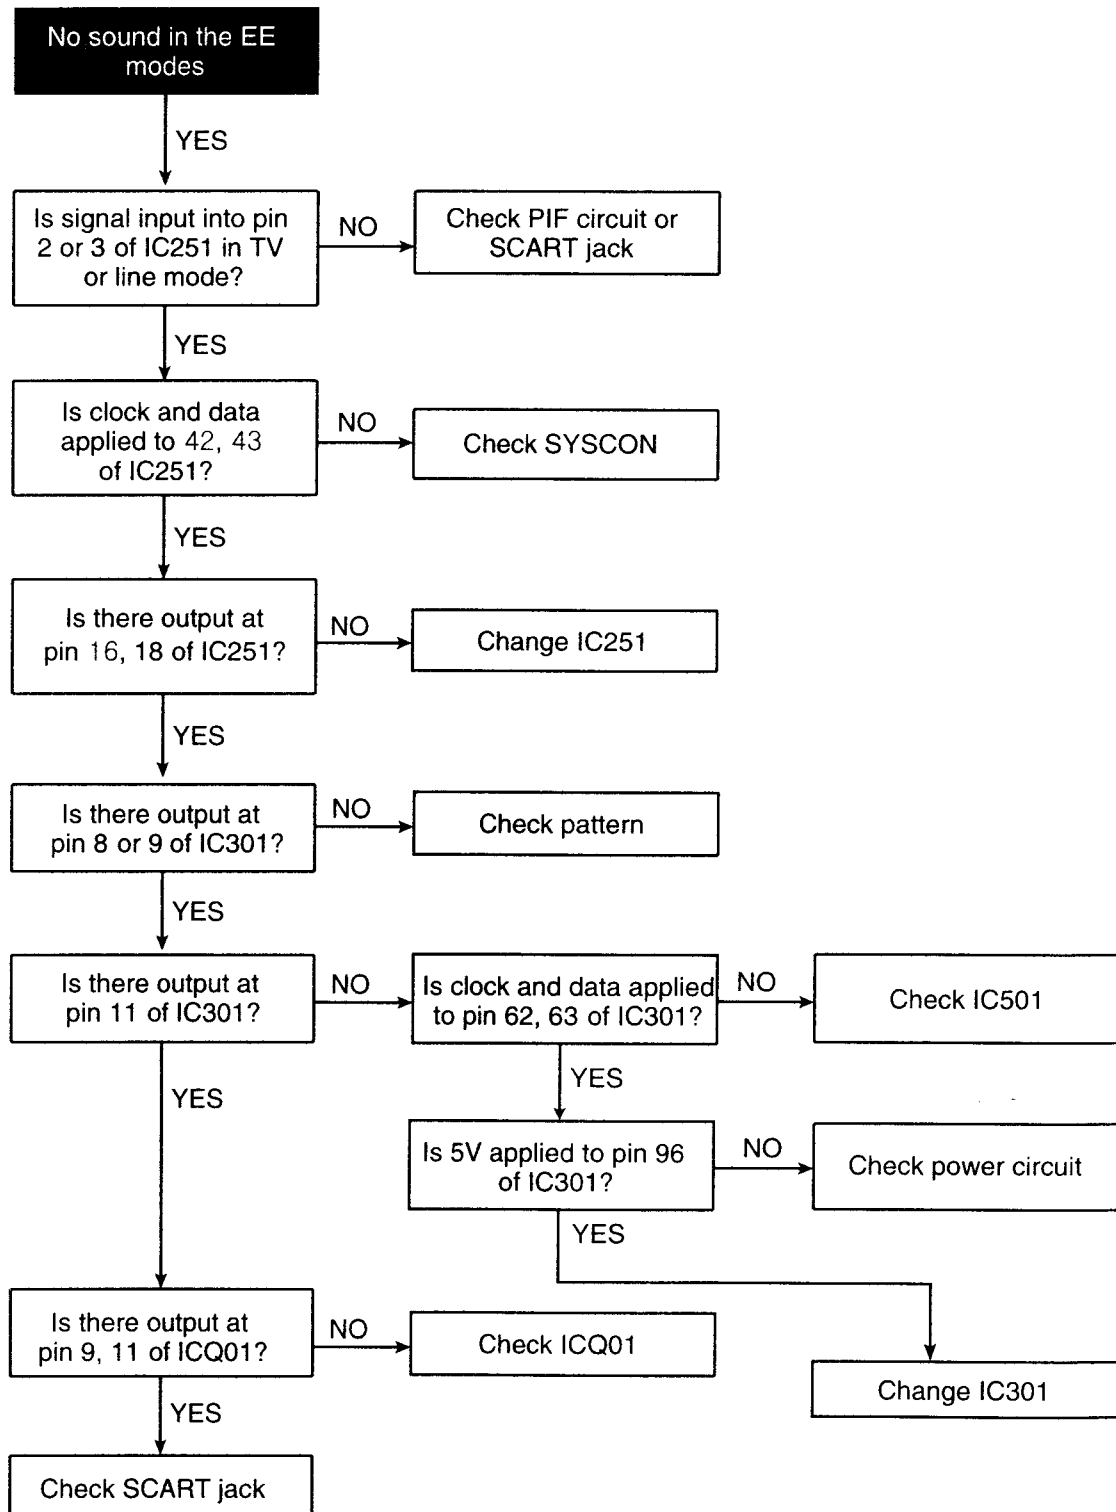 No sound in the EE
modes
YES
Is signal input into pin
2 or 3 of IC251 in TV
or line mode?
NO
Check PIF circuit or
SCART jack
YES
Is clock and data
applied to 42, 43
of IC251?
NO
Check SYSCON
YES
Is there output at
pin 16, 18 of IC251?
NO
Change IC251
YES
Is there output at
pin 8 or 9 of IC301?
NO
Check pattern
YES
Is there output at
pin 11 of IC301?
NO
Is clock and data applied
to pin 62, 63 of IC301?
NO
Check IC501
YES
YES
Is 5V applied to pin 96
of IC301?
NO
Check power circuit
YES
Is there output at
pin 9, 11 of ICQ01?
NO
Check ICQ01
Change IC301
YES
Check SCART jack